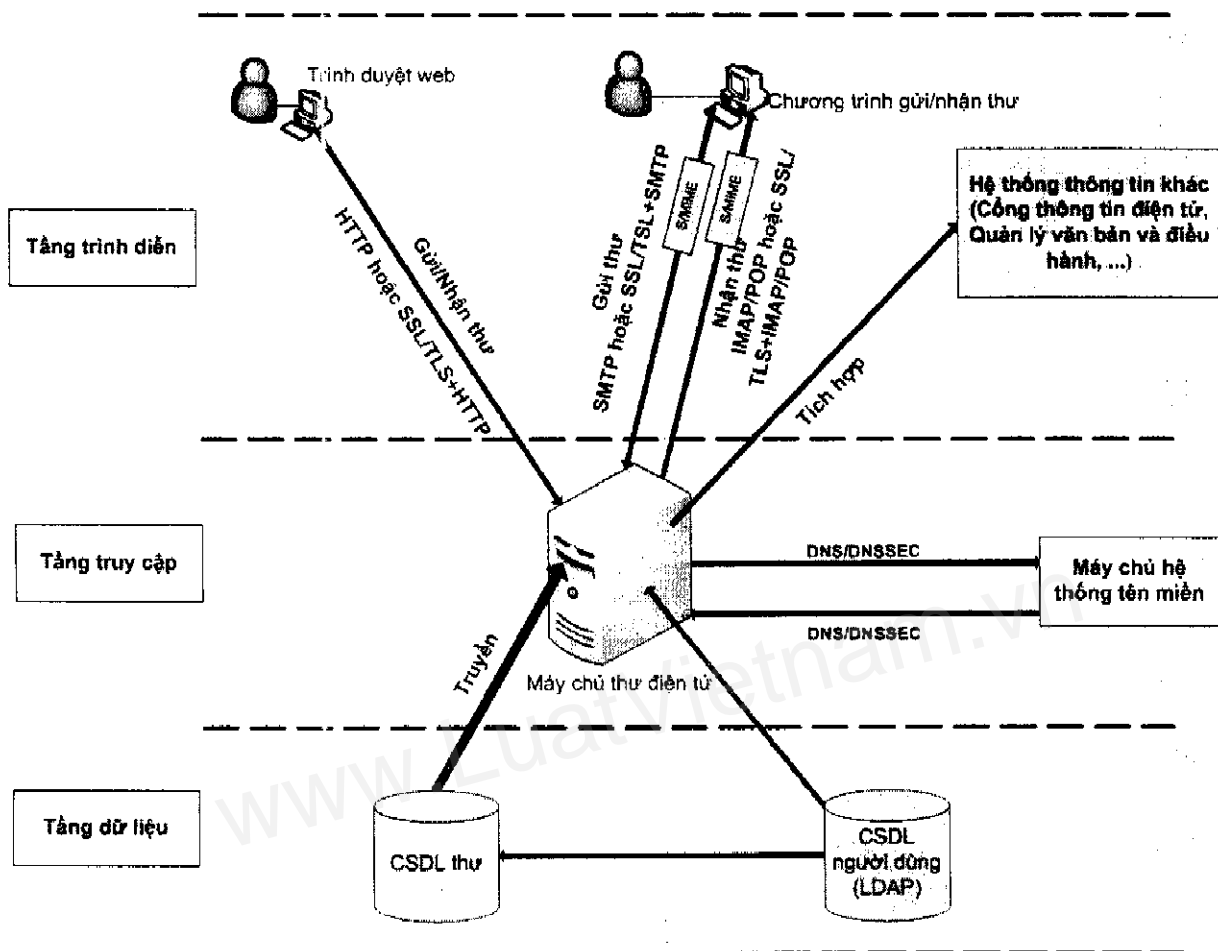 Trình duyệt web
Chương trình gửi/nhận thư
Tầng trình diễn
Gửi/Nhận thư
HTTP hoặc SSL/TLS+HTTP
S/MIME
S/MIME
Gửi thư
SMTP hoặc SSL/TSL+SMTP
Nhận thư
IMAP/POP hoặc SSL/
TLS+IMAP/POP
Tích hợp
Hệ thống thông tin khác
(Cổng thông tin điện tử,
Quản lý văn bản và điều
hành, ...)
Tầng truy cập
DNS/DNSSEC
DNS/DNSSEC
Máy chủ hệ
thống tên miền
Truyền
Máy chủ thư điện tử
www.LuatVietnam.vn
Tầng dữ liệu
CSDL thư
CSDL
người dùng
(LDAP)